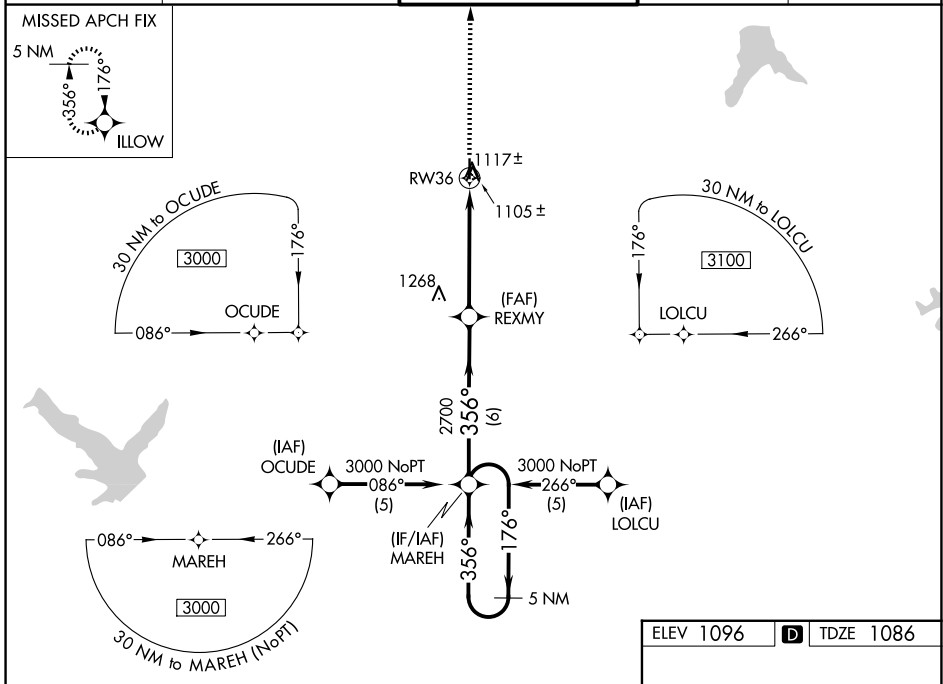 MISSED APCH FIX
5 NM
356°
176°
ILLOW
1117±
RW36
1105±
30 NM to OCUDE
3000
176°
OCUDE
086°
1268
(FAF)
REXMY
30 NM to LOLCU
176°
3100
LOLCU
266°
2700
356°
(6)
(IAF)
OCUDE
3000 NoPT
086°
(5)
3000 NoPT
266°
(5)
(IAF)
LOLCU
(IF/IAF)
MAREH
356°
176°
5 NM
086°
266°
MAREH
3000
30 NM to MAREH (NoPT)
ELEV 1096
D
TDZE 1086